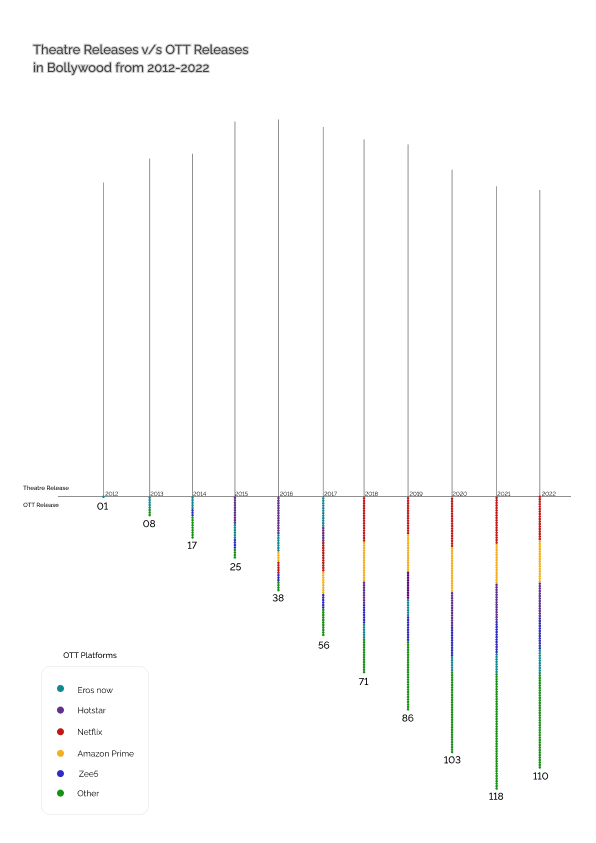 Theatre Releases v/s OTT Releases
in Bollywood from 2012-2022
Theatre Release
2012 2013 2014 2015 2016 2017 2018 2019 2020 2021 2022
OTT Release
01
08
17
25
38
56
71
86
103
118
110
OTT Platforms
Eros now
Hotstar
Netflix
Amazon Prime
Zee5
Other